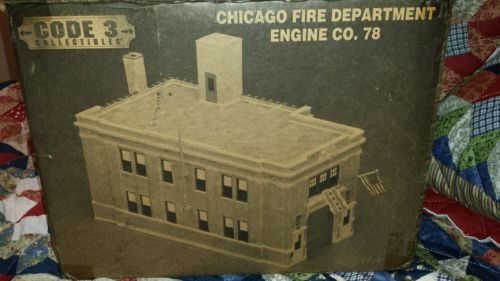 CODE 3
COLLECTIBLES
CHICAGO FIRE DEPARTMENT
ENGINE CO. 78